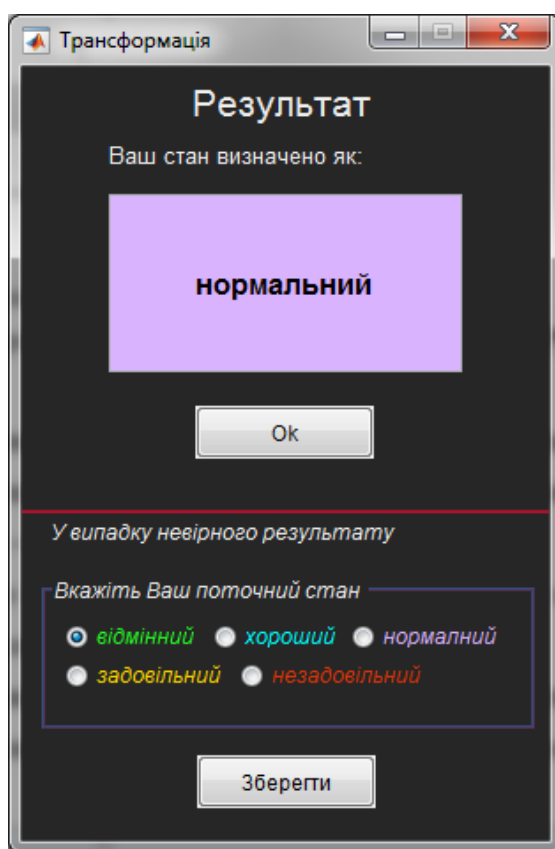 Трансформація
Результат
Ваш стан визначено як:
нормальний
Ok
У випадку невірного результату
Вкажіть Ваш поточний стан
відмінний хороший нормалний
задовільний незадовільний
Зберегти